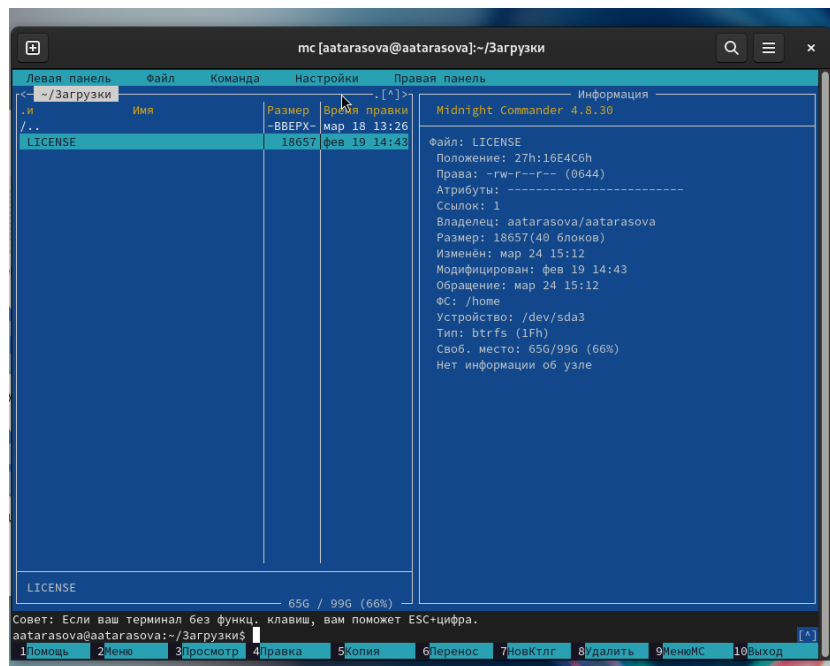 mc [aatarasova@aatarasova]:~/Загрузки
Левая панель Файл Команда Настройки Правая панель
<─ ~/Загрузки .[^]>
.и Имя Размер Время правки
/.. -ВВЕРХ- мар 18 13:26
LICENSE 18657 фев 19 14:43
LICENSE
65G / 99G (66%)
Информация
Midnight Commander 4.8.30
Файл: LICENSE
Положение: 27h:16E4C6h
Права: -rw-r--r-- (0644)
Атрибуты: -------------------------
Ссылок: 1
Владелец: aatarasova/aatarasova
Размер: 18657(40 блоков)
Изменён: мар 24 15:12
Модифицирован: фев 19 14:43
Обращение: мар 24 15:12
ФС: /home
Устройство: /dev/sda3
Тип: btrfs (1Fh)
Своб. место: 65G/99G (66%)
Нет информации об узле
Совет: Если ваш терминал без функц. клавиш, вам поможет ESC+цифра.
aatarasova@aatarasova:~/Загрузки$ [^]
1Помощь 2Меню 3Просмотр 4Правка 5Копия 6Перенос 7НовКтлг 8Удалить 9МенюMC 10Выход